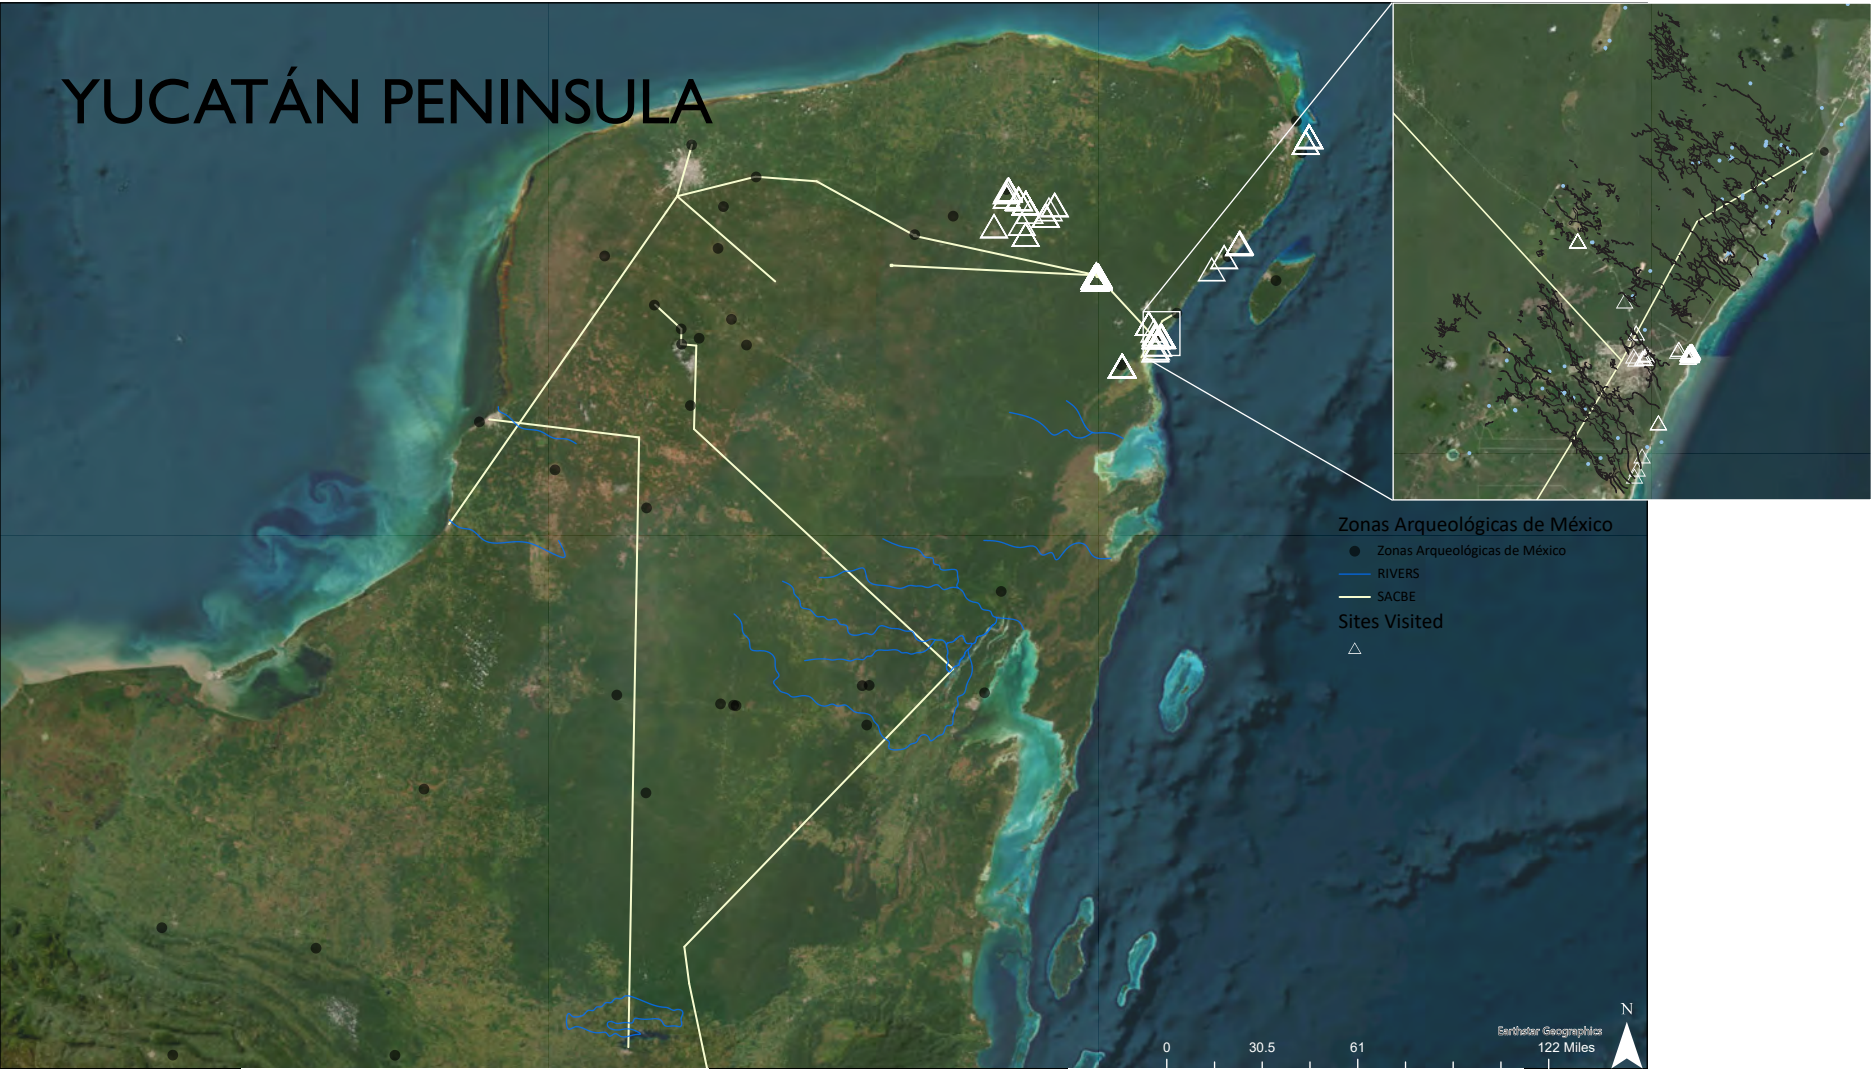 YUCATÁN PENINSULA
Zonas Arqueológicas de México
Zonas Arqueológicas de México
RIVERS
SACBE
Sites Visited
N
Earthstar Geographics
0 30.5 61 122 Miles